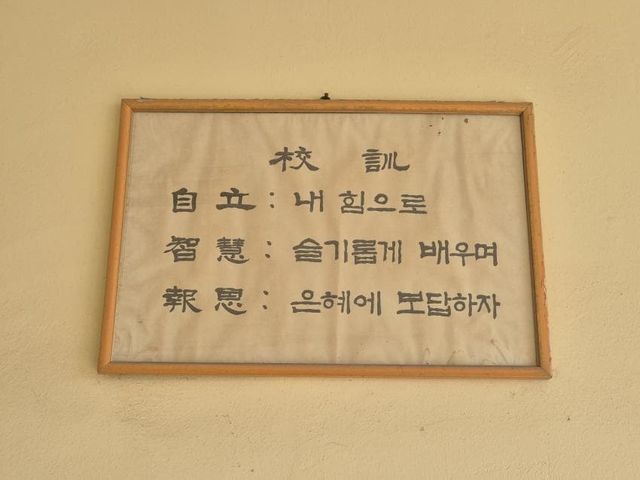 校 訓
自立: 내 힘으로
智慧: 슬기롭게 배우며
報恩: 은혜에 보답하자